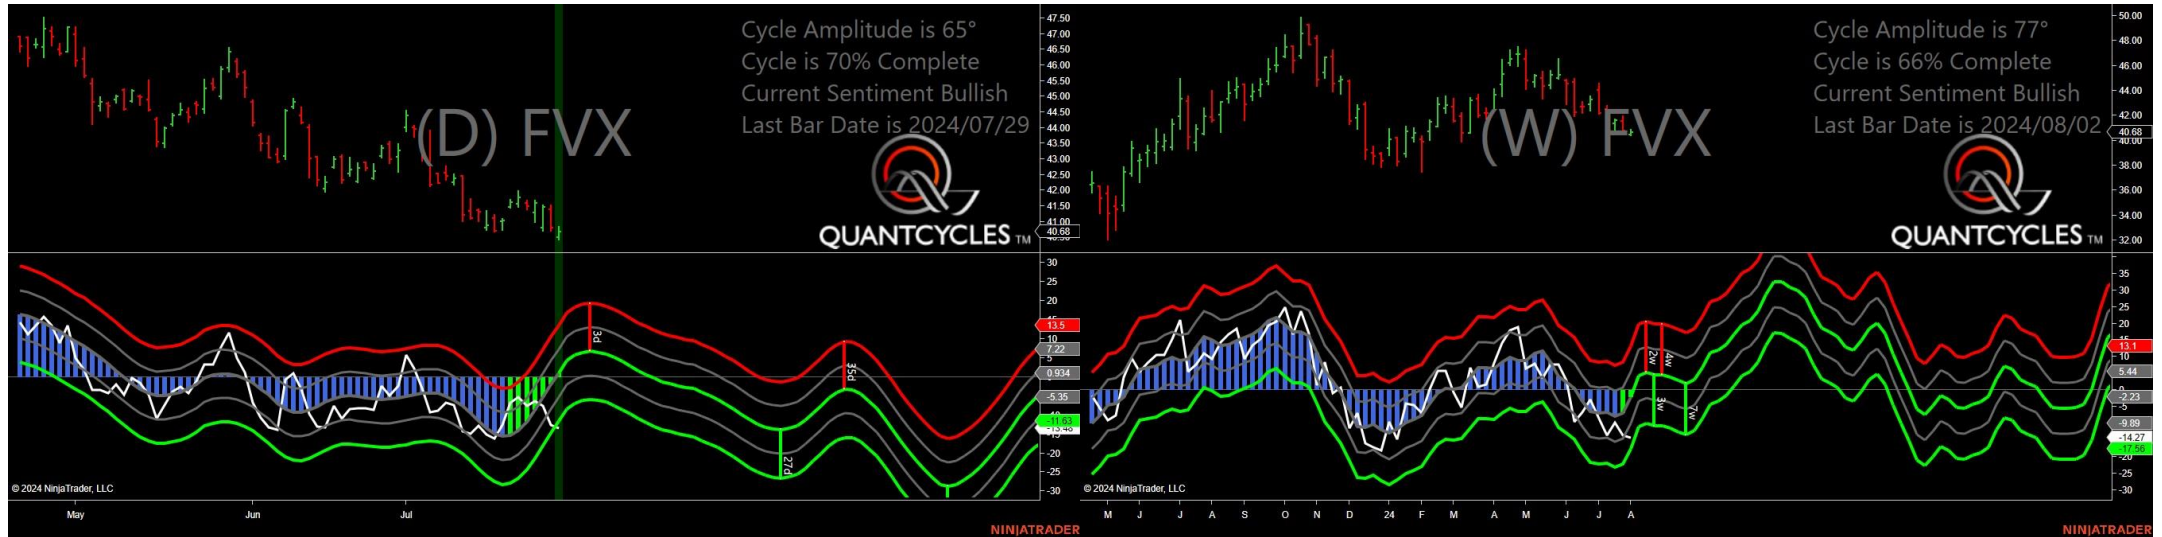 Cycle Amplitude is 65°
Cycle is 70% Complete
Current Sentiment Bullish
Last Bar Date is 2024/07/29
(D) FVX
QUANTCYCLES TM
47.50
47.00
46.50
46.00
45.50
45.00
44.50
44.00
43.50
43.00
42.50
42.00
41.50
41.00
40.68
30
25
20
13.5
10
7.22
5
0.934
-5.35
-11.63
-13.48
-20
-25
-30
3d
35d
27d
© 2024 NinjaTrader, LLC
May Jun Jul
NINJATRADER
Cycle Amplitude is 77°
Cycle is 66% Complete
Current Sentiment Bullish
Last Bar Date is 2024/08/02
(W) FVX
QUANTCYCLES TM
50.00
48.00
46.00
44.00
42.00
40.68
40.00
38.00
36.00
34.00
32.00
35
30
25
20
13.1
10
5.44
0
-2.23
-5
-9.89
-14.27
-17.56
-20
-25
-30
2w
4w
3w
7w
© 2024 NinjaTrader, LLC
M J J A S O N D 24 F M A M J J A
NINJATRADER